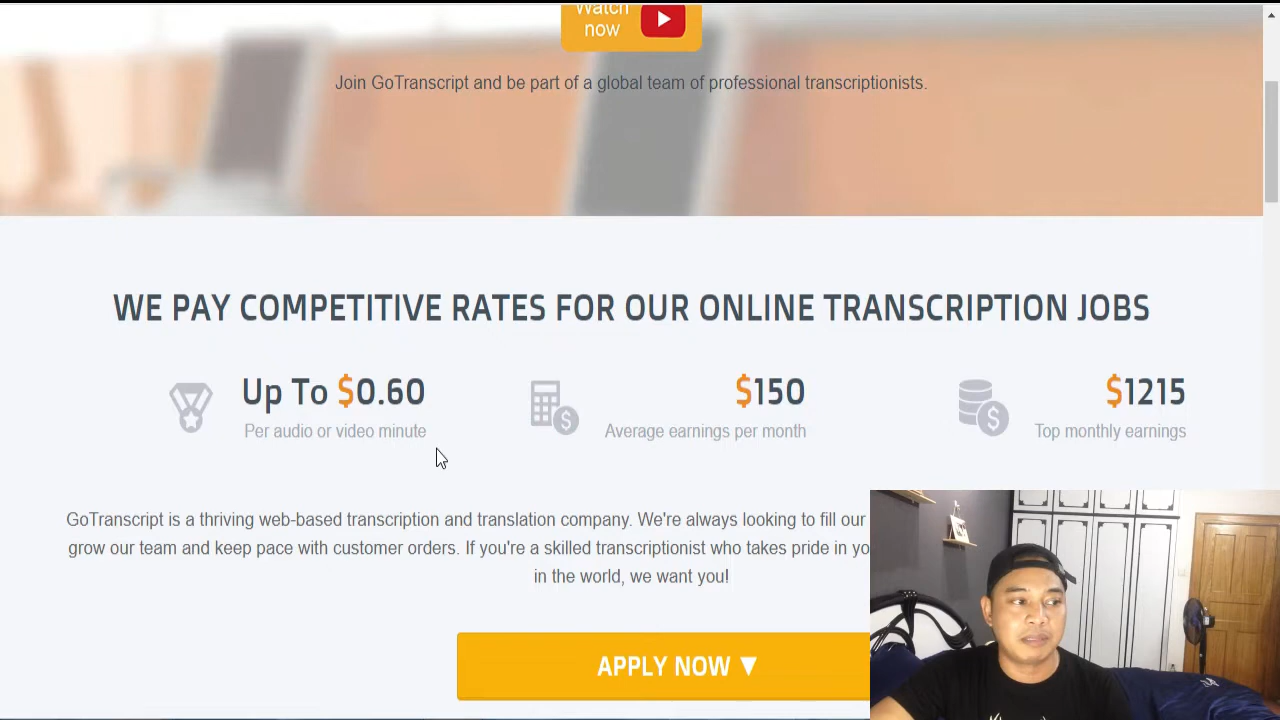 Watch
now
Join GoTranscript and be part of a global team of professional transcriptionists.
WE PAY COMPETITIVE RATES FOR OUR ONLINE TRANSCRIPTION JOBS
Up To $0.60
Per audio or video minute
$150
Average earnings per month
$1215
Top monthly earnings
GoTranscript is a thriving web-based transcription and translation company. We're always looking to fill our
grow our team and keep pace with customer orders. If you're a skilled transcriptionist who takes pride in
in the world, we want you!
APPLY NOW ▼